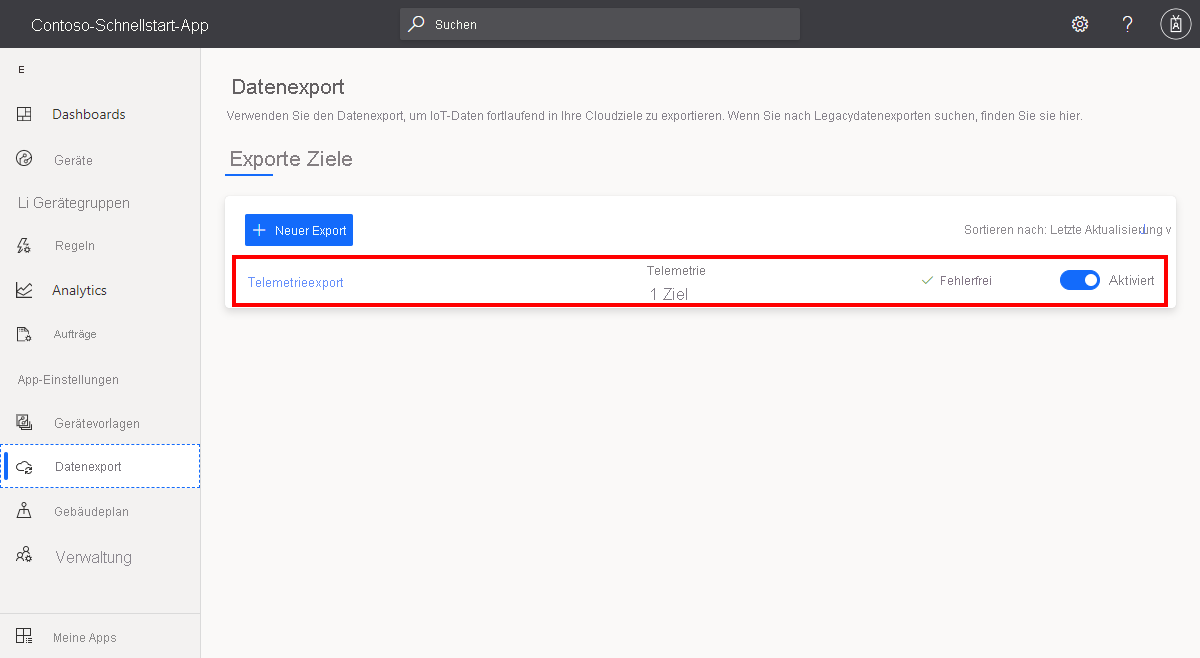 Contoso-Schnellstart-App
Suchen
?
E
Dashboards
Geräte
Li Gerätegruppen
Regeln
Analytics
Aufträge
App-Einstellungen
Gerätevorlagen
Datenexport
Gebäudeplan
Verwaltung
Meine Apps
Datenexport
Verwenden Sie den Datenexport, um IoT-Daten fortlaufend in Ihre Cloudziele zu exportieren. Wenn Sie nach Legacydatenexporten suchen, finden Sie sie hier.
Exporte Ziele
+ Neuer Export
Sortieren nach: Letzte Aktualisierung v
Telemetrieexport
Telemetrie
1 Ziel
Fehlerfrei
Aktiviert